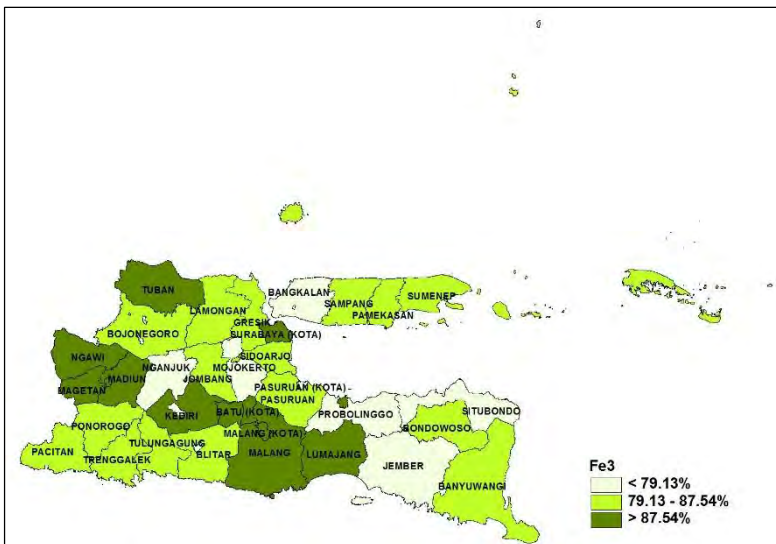 BANGKALAN
TUBAN
SAMPANG
SUMENEP
LAMONGAN
PAMEKASAN
GRESIK
BOJONEGORO
SURABAYA (KOTA)
NGAWI
SIDOARJO
NGANJUK
MOJOKERTO
MADIUN
JOMBANG
MAGETAN
PASURUAN (KOTA)
PASURUAN
KEDIRI
BATU (KOTA)
PROBOLINGGO
SITUBONDO
PONOROGO
MALANG (KOTA)
BONDOWOSO
TULUNGAGUNG
PACITAN
TRENGGALEK
BLITAR
MALANG
LUMAJANG
JEMBER
BANYUWANGI
Fe3
< 79.13%
79.13 - 87.54%
> 87.54%